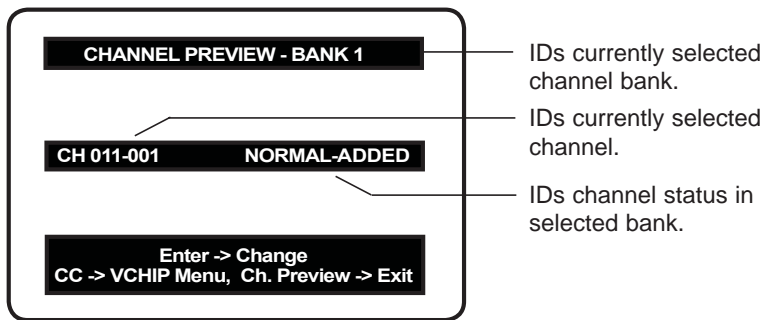 CHANNEL PREVIEW - BANK 1
IDs currently selected
channel bank.
IDs currently selected
channel.
CH 011-001 NORMAL-ADDED
IDs channel status in
selected bank.
Enter -> Change
CC -> VCHIP Menu, Ch. Preview -> Exit